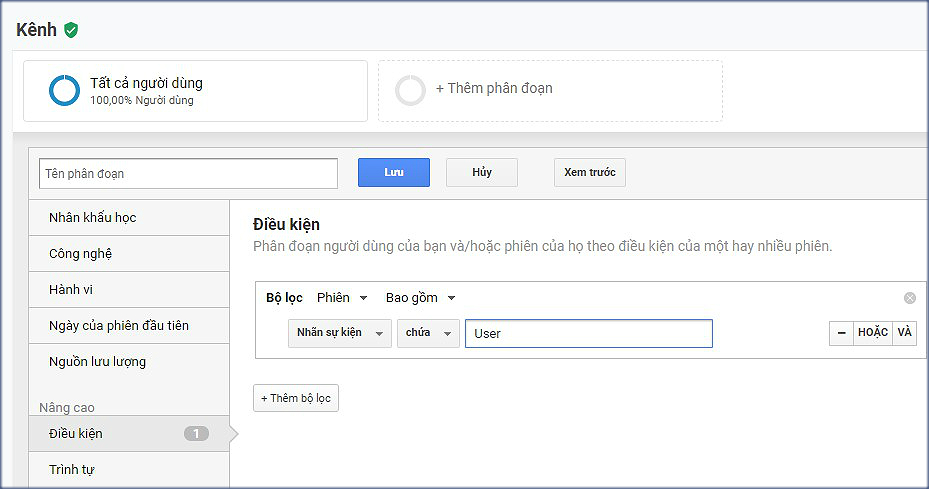 Kênh
Tất cả người dùng
100,00% Người dùng
+ Thêm phân đoạn
Tên phân đoạn
Lưu
Hủy
Xem trước
Nhân khẩu học
Công nghệ
Hành vi
Ngày của phiên đầu tiên
Nguồn lưu lượng
Nâng cao
Điều kiện 1
Trình tự
Điều kiện
Phân đoạn người dùng của bạn và/hoặc phiên của họ theo điều kiện của một hay nhiều phiên.
Bộ lọc Phiên Bao gồm
Nhãn sự kiện chứa User − HOẶC VÀ
+ Thêm bộ lọc